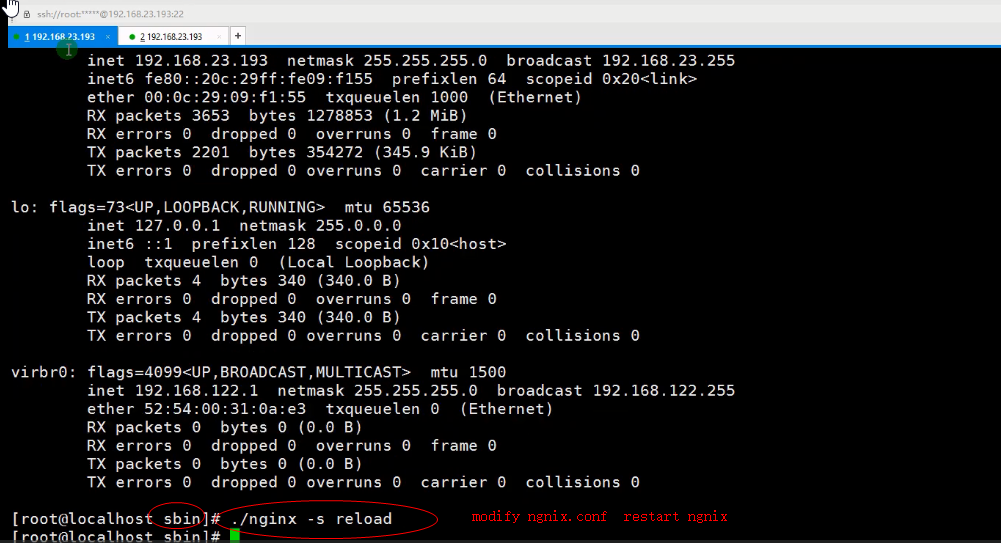 ssh://root:*****@192.168.23.193:22
1 192.168.23.193 × 2 192.168.23.193 × +
inet 192.168.23.193 netmask 255.255.255.0 broadcast 192.168.23.255
inet6 fe80::20c:29ff:fe09:f155 prefixlen 64 scopeid 0x20<link>
ether 00:0c:29:09:f1:55 txqueuelen 1000 (Ethernet)
RX packets 3653 bytes 1278853 (1.2 MiB)
RX errors 0 dropped 0 overruns 0 frame 0
TX packets 2201 bytes 354272 (345.9 KiB)
TX errors 0 dropped 0 overruns 0 carrier 0 collisions 0
lo: flags=73<UP,LOOPBACK,RUNNING> mtu 65536
inet 127.0.0.1 netmask 255.0.0.0
inet6 ::1 prefixlen 128 scopeid 0x10<host>
loop txqueuelen 0 (Local Loopback)
RX packets 4 bytes 340 (340.0 B)
RX errors 0 dropped 0 overruns 0 frame 0
TX packets 4 bytes 340 (340.0 B)
TX errors 0 dropped 0 overruns 0 carrier 0 collisions 0
virbr0: flags=4099<UP,BROADCAST,MULTICAST> mtu 1500
inet 192.168.122.1 netmask 255.255.255.0 broadcast 192.168.122.255
ether 52:54:00:31:0a:e3 txqueuelen 0 (Ethernet)
RX packets 0 bytes 0 (0.0 B)
RX errors 0 dropped 0 overruns 0 frame 0
TX packets 0 bytes 0 (0.0 B)
TX errors 0 dropped 0 overruns 0 carrier 0 collisions 0
[root@localhost sbin]# ./nginx -s reload modify ngnix.conf restart ngnix
[root@localhost sbin]#